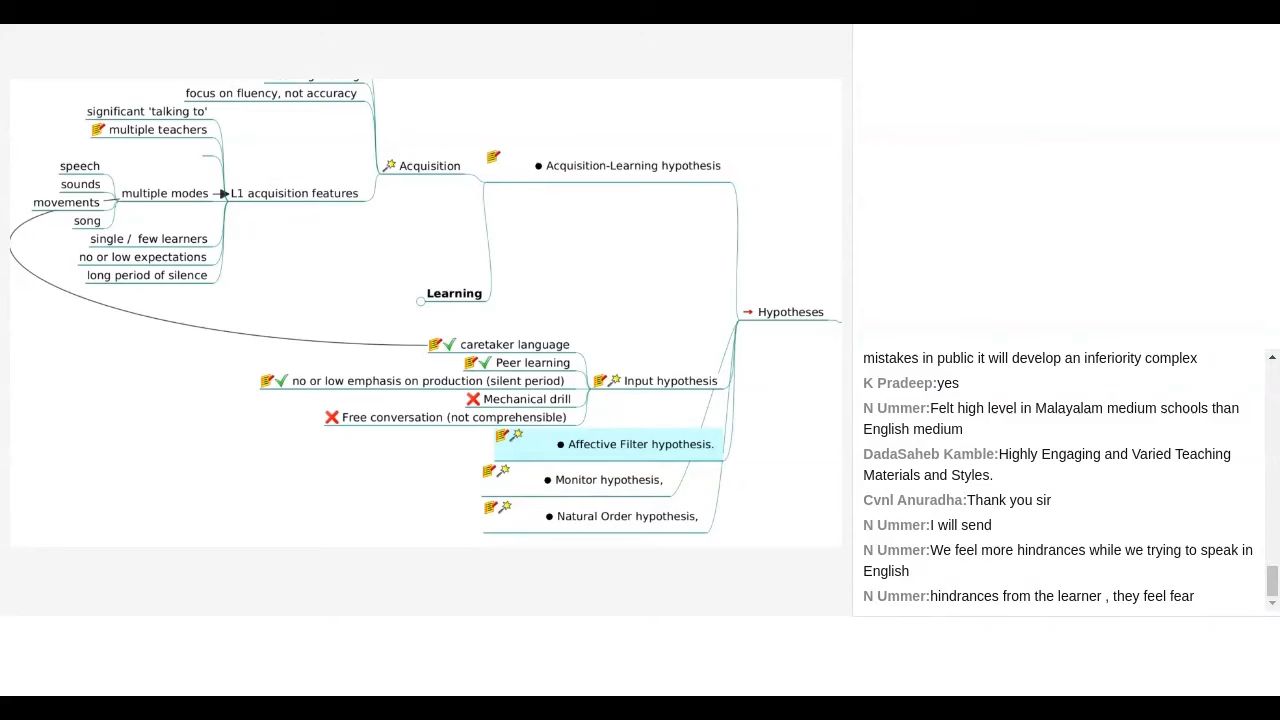 focus on fluency, not accuracy
significant 'talking to'
multiple teachers
speech
sounds
movements
song
multiple modes
L1 acquisition features
single /  few learners
no or low expectations
long period of silence
Acquisition
● Acquisition-Learning hypothesis
Learning
Hypotheses
caretaker language
Peer learning
no or low emphasis on production (silent period)
Input hypothesis
Mechanical drill
Free conversation (not comprehensible)
● Affective Filter hypothesis.
● Monitor hypothesis,
● Natural Order hypothesis,
mistakes in public it will develop an inferiority complex
K Pradeep:yes
N Ummer:Felt high level in Malayalam medium schools than
English medium
DadaSaheb Kamble:Highly Engaging and Varied Teaching
Materials and Styles.
Cvnl Anuradha:Thank you sir
N Ummer:I will send
N Ummer:We feel more hindrances while we trying to speak in
English
N Ummer:hindrances from the learner , they feel fear